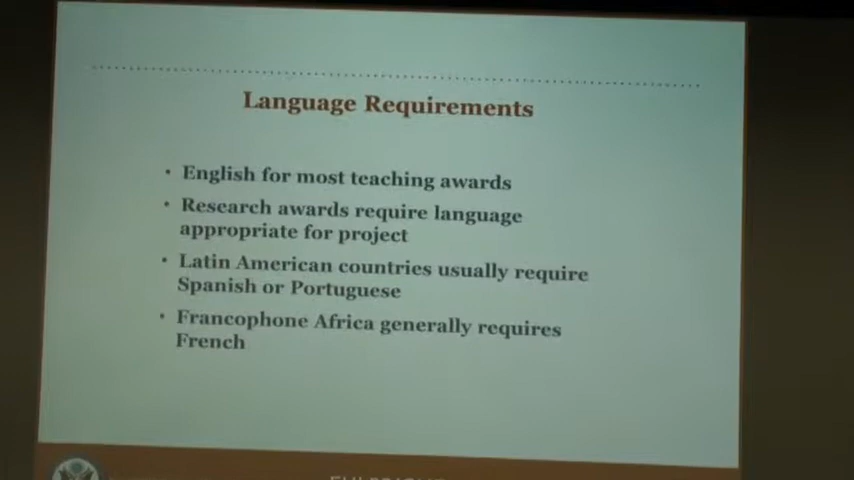 Language Requirements
• English for most teaching awards
• Research awards require language
appropriate for project
• Latin American countries usually require
Spanish or Portuguese
• Francophone Africa generally requires
French